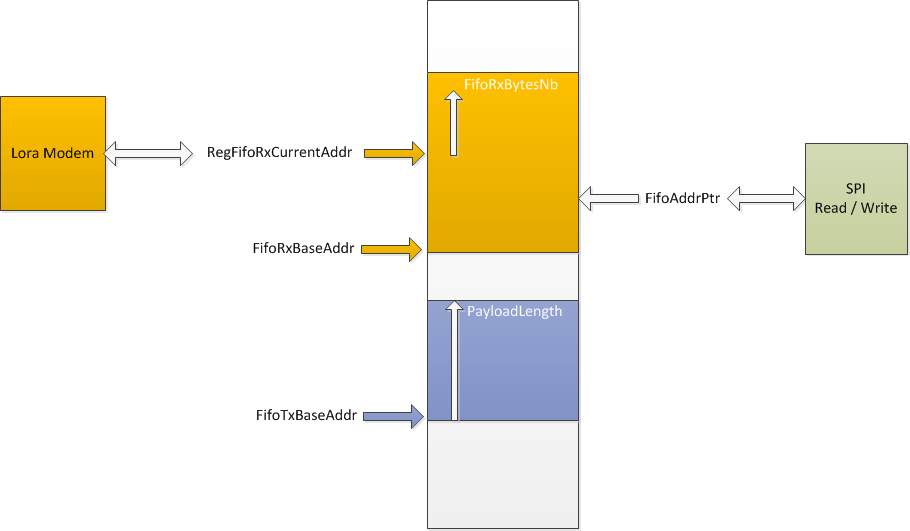 FifoRxBytesNb
Lora Modem
RegFifoRxCurrentAddr
SPI
Read / Write
FifoAddrPtr
FifoRxBaseAddr
PayloadLength
FifoTxBaseAddr